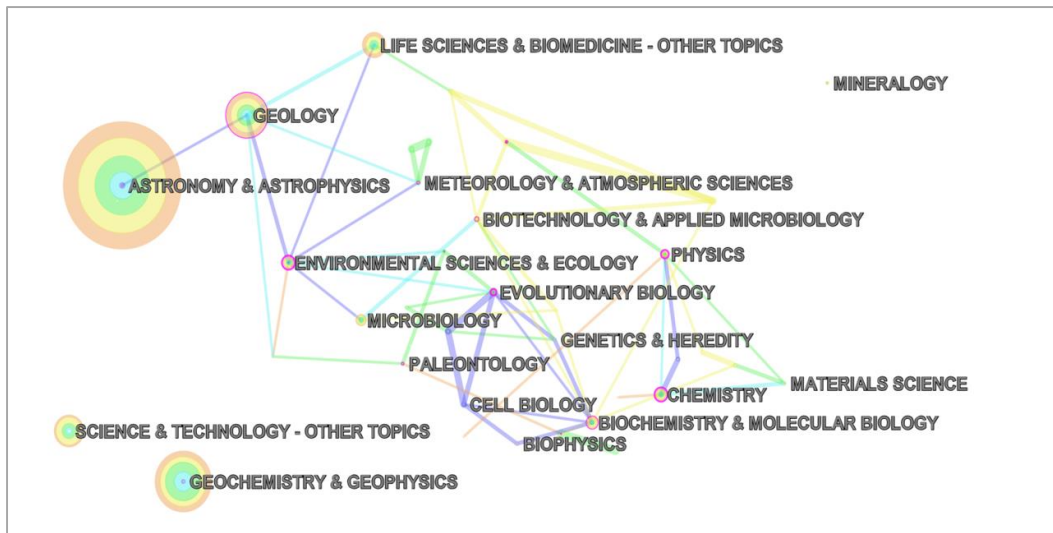 LIFE SCIENCES & BIOMEDICINE - OTHER TOPICS
MINERALOGY
GEOLOGY
ASTRONOMY & ASTROPHYSICS
METEOROLOGY & ATMOSPHERIC SCIENCES
BIOTECHNOLOGY & APPLIED MICROBIOLOGY
PHYSICS
ENVIRONMENTAL SCIENCES & ECOLOGY
EVOLUTIONARY BIOLOGY
MICROBIOLOGY
GENETICS & HEREDITY
PALEONTOLOGY
MATERIALS SCIENCE
CHEMISTRY
CELL BIOLOGY
BIOCHEMISTRY & MOLECULAR BIOLOGY
SCIENCE & TECHNOLOGY - OTHER TOPICS
BIOPHYSICS
GEOCHEMISTRY & GEOPHYSICS